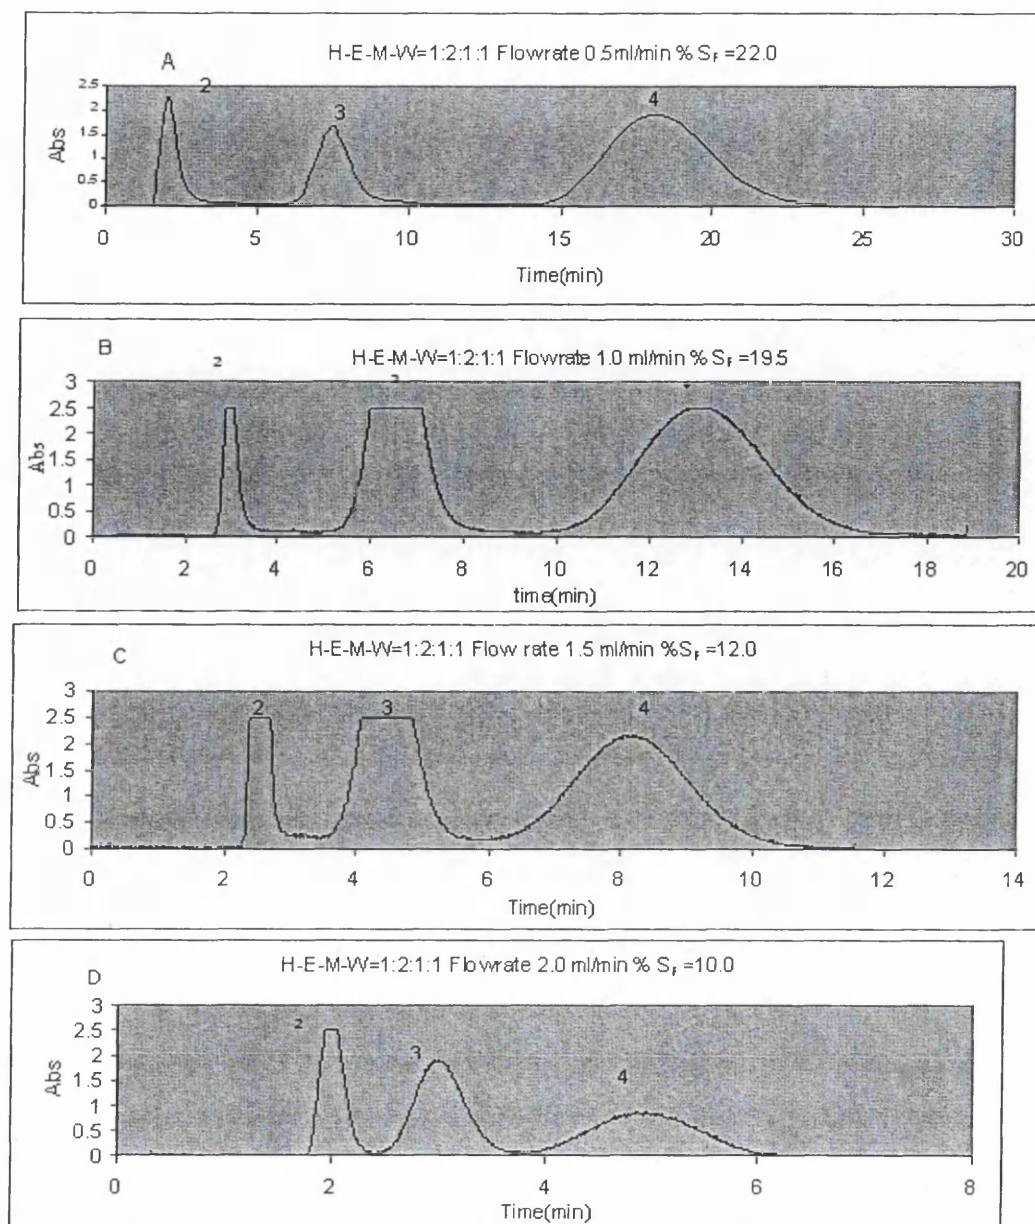 A
H-E-M-W=1:2:1:1 Flowrate 0.5ml/min % SF =22.0
2
3
4
2.5
2
1.5
1
0.5
0
Abs
0 5 10 15 20 25 30
Time(min)
B
H-E-M-W=1:2:1:1 Flowrate 1.0 ml/min % SF =19.5
2
3
2.5
2
1.5
1
0.5
0
Abs
0 2 4 6 8 10 12 14 16 18 20
time(min)
C
H-E-M-W=1:2:1:1 Flow rate 1.5 ml/min %SF =12.0
2 3 4
3
2.5
2
1.5
1
0.5
0
Abs
0 2 4 6 8 10 12 14
Time(min)
D
H-E-M-W=1:2:1:1 Flowrate 2.0 ml/min % SF =10.0
2
3
4
3
2.5
2
1.5
1
0.5
0
Abs
0 2 4 6 8
Time(min)